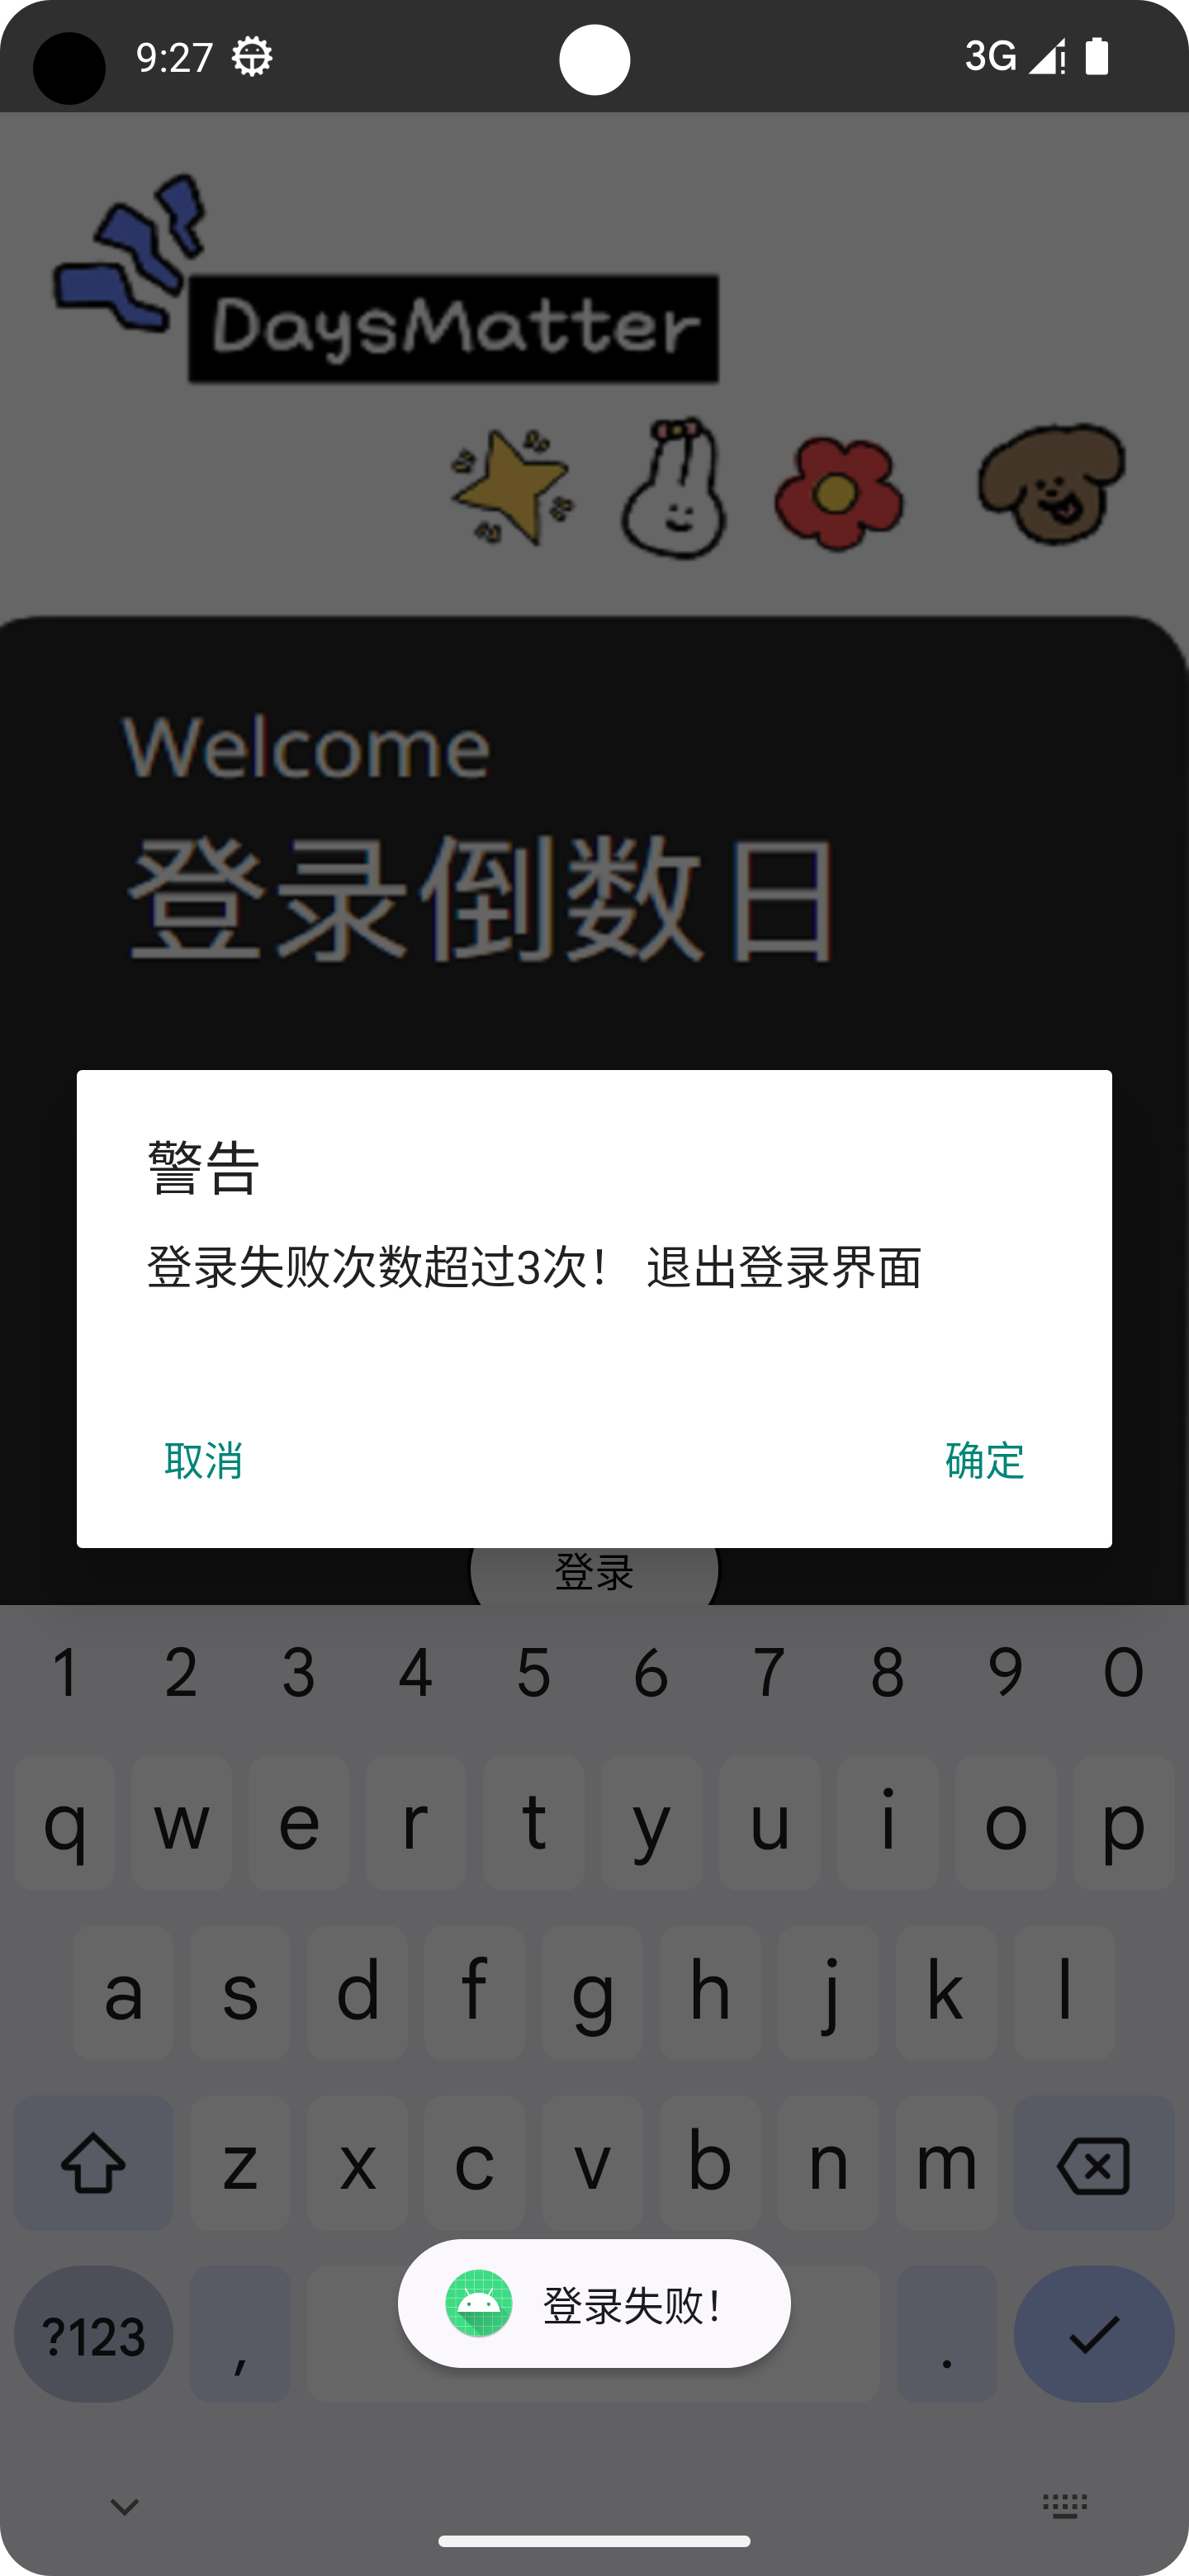 9:27
3G
DaysMatter
Welcome
登录倒数日
警告
登录失败次数超过3次！ 退出登录界面
取消 确定
登录
1 2 3 4 5 6 7 8 9 0
q w e r t y u i o p
a s d f g h j k l
z x c v b n m
?123 , .
登录失败！